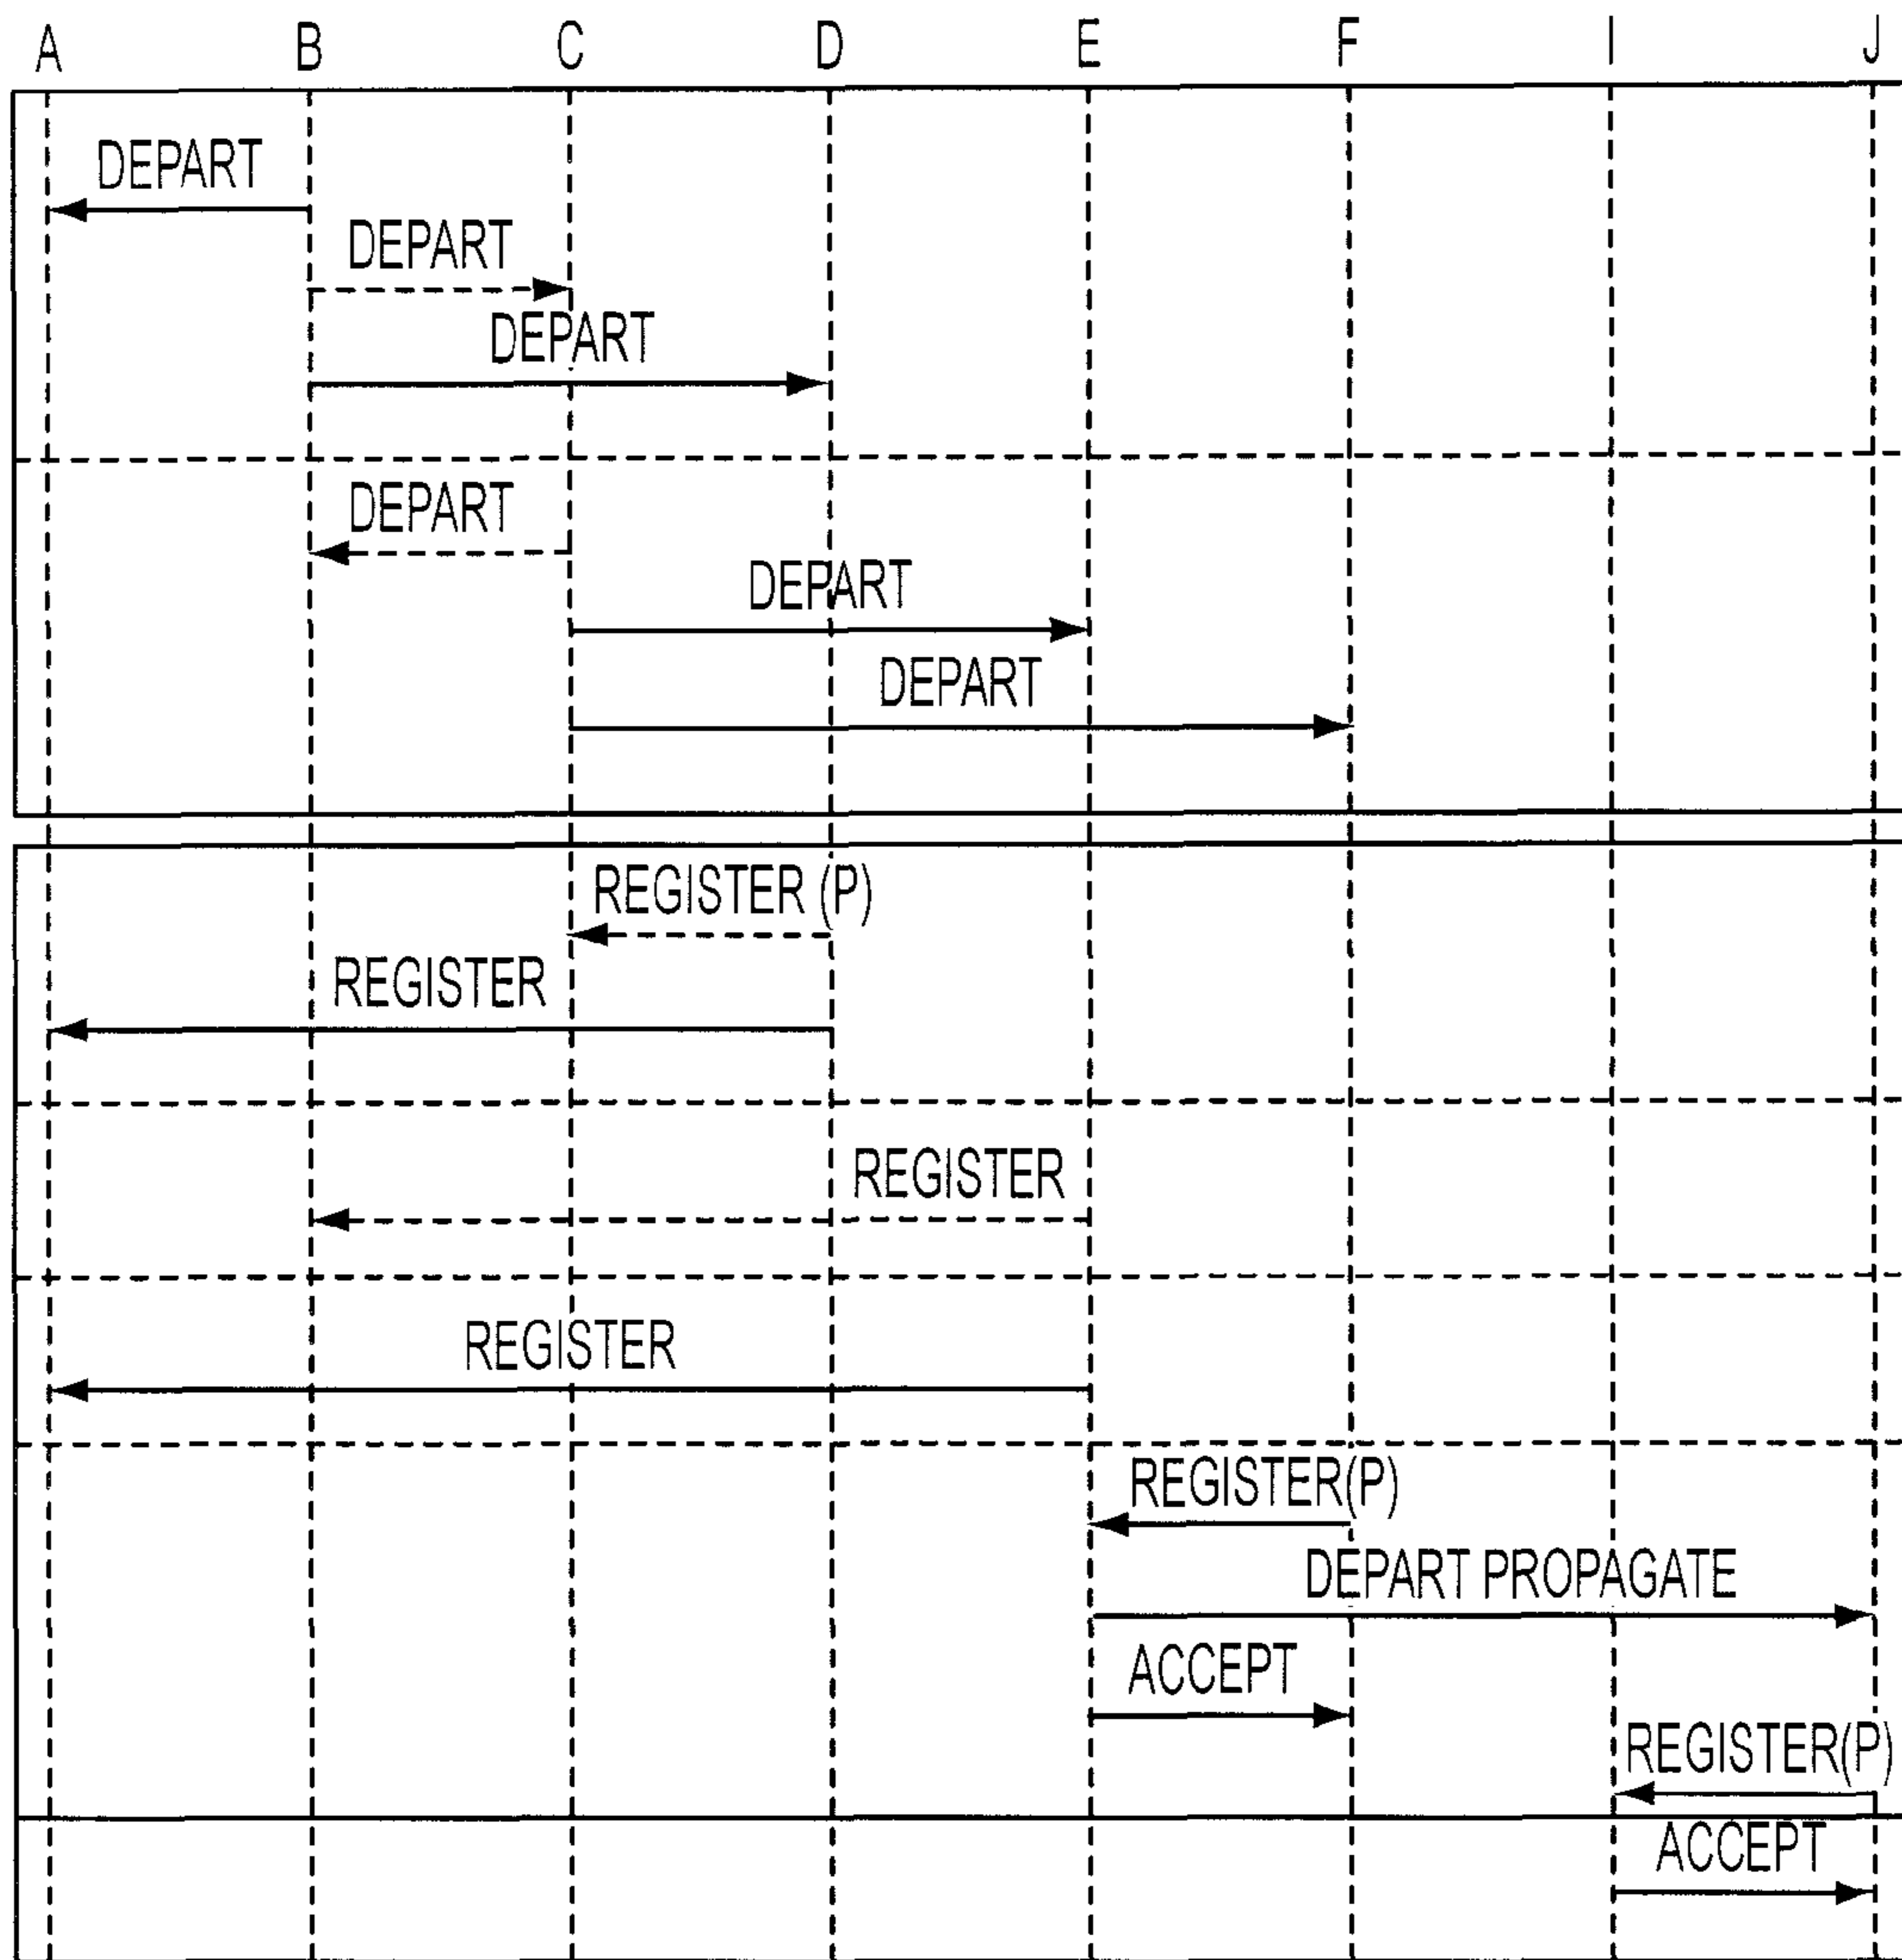 A B C D E F I J
DEPART
DEPART
DEPART
DEPART
DEPART
DEPART
REGISTER (P)
REGISTER
REGISTER
REGISTER
REGISTER(P)
DEPART PROPAGATE
ACCEPT
REGISTER(P)
ACCEPT